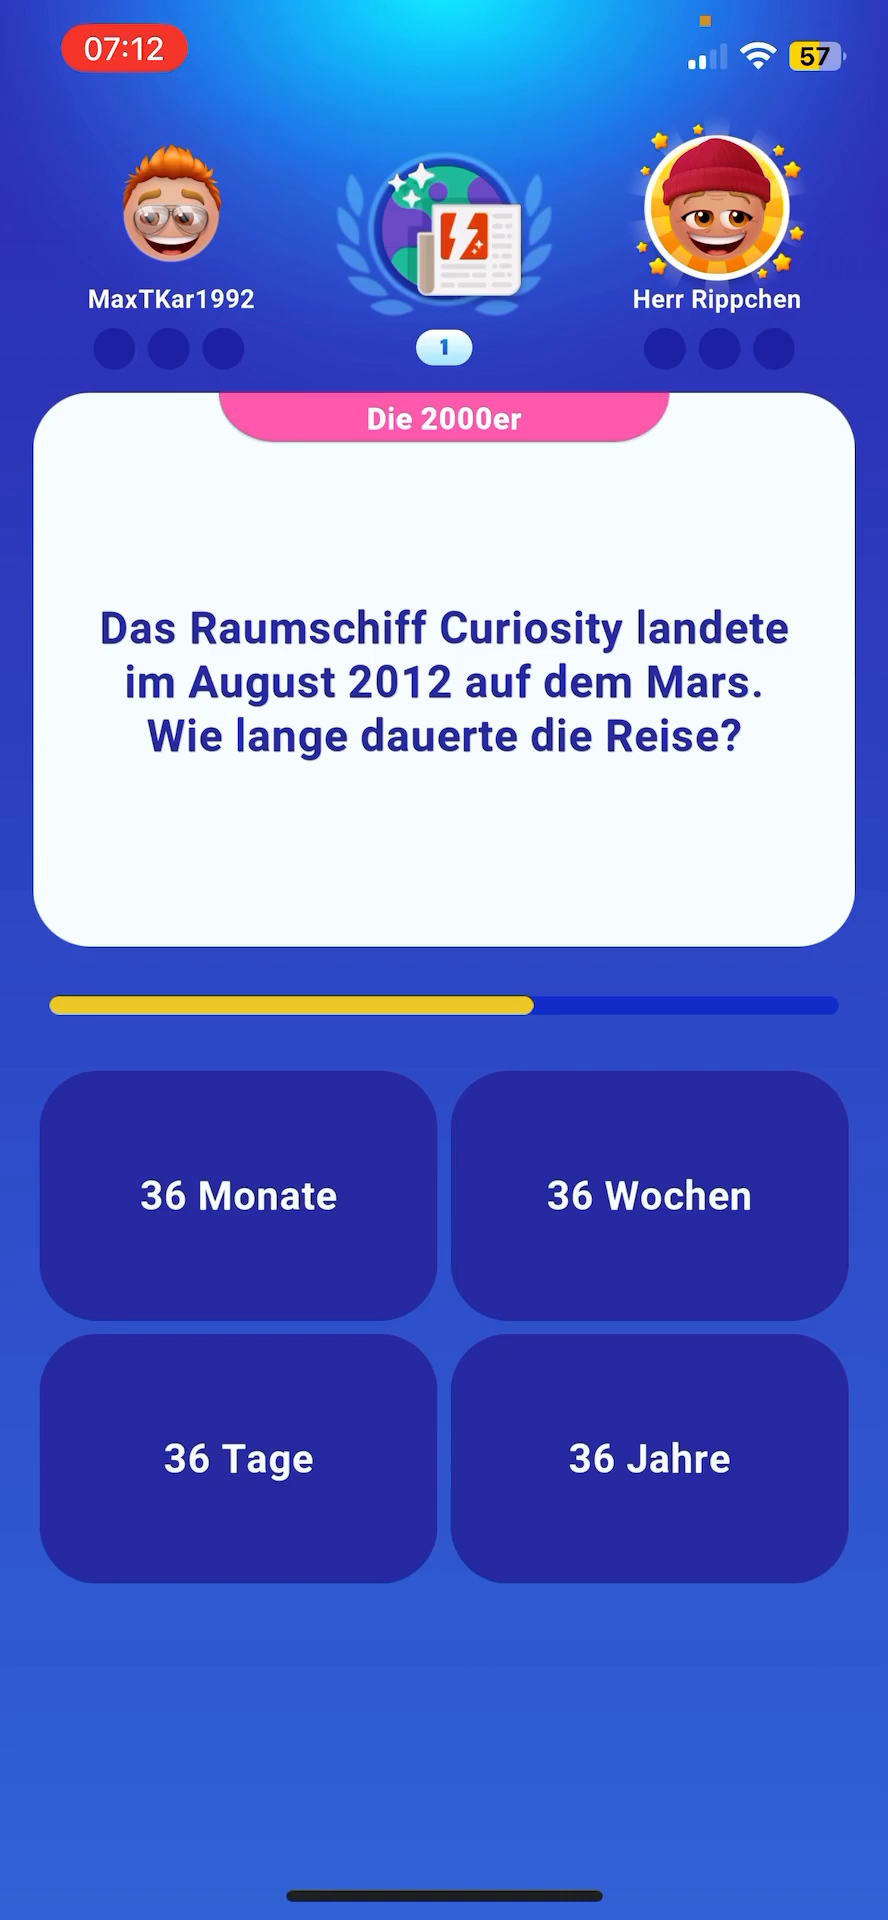 07:12
57
MaxTKar1992
Herr Rippchen
1
Die 2000er
Das Raumschiff Curiosity landete
im August 2012 auf dem Mars.
Wie lange dauerte die Reise?
36 Monate
36 Wochen
36 Tage
36 Jahre